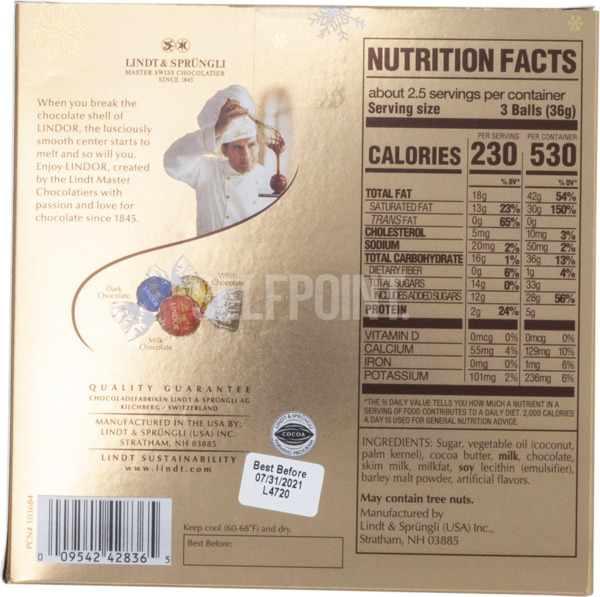 LINDT & SPRÜNGLI
MASTER SWISS CHOCOLATIER
SINCE 1845
When you break the
chocolate shell of
LINDOR, the lusciously
smooth center starts to
melt and so will you.
Enjoy LINDOR, created
by the Lindt Master
Chocolatiers with
passion and love for
chocolate since 1845.
White
Chocolate
Dark
Chocolate
LINDOR
Milk
Chocolate
QUALITY GUARANTEE
CHOCOLADEFABRIKEN LINDT & SPRÜNGLI AG
KILCHBERG / SWITZERLAND
MANUFACTURED IN THE USA BY:
LINDT & SPRÜNGLI (USA) INC.
STRATHAM, NH 03885
LINDT SUSTAINABILITY
www.lindt.com
LINDT & SPRÜNGLI
COCOA
FARMING PROGRAM
Best Before
07/31/2021
L4720
PCN# 103684
0 09542 42836 5
Keep cool (60-68°F) and dry.
Best Before:
NUTRITION FACTS
about 2.5 servings per container
Serving size 3 Balls (36g)
PER SERVING PER CONTAINER
CALORIES 230 530
% DV* % DV*
TOTAL FAT 18g 42g 54%
SATURATED FAT 13g 23% 30g 150%
TRANS FAT 0g 65% 0g
CHOLESTEROL 5mg 10mg 3%
SODIUM 20mg 2% 50mg 2%
TOTAL CARBOHYDRATE 16g 1% 36g 13%
DIETARY FIBER 0g 6% 1g 4%
TOTAL SUGARS 14g 0% 33g
INCLUDES ADDED SUGARS 12g 28g 56%
PROTEIN 2g 24% 5g
VITAMIN D 0mcg 0% 0mcg 0%
CALCIUM 55mg 4% 129mg 10%
IRON 0mg 0% 1mg 6%
POTASSIUM 101mg 2% 236mg 6%
*THE % DAILY VALUE TELLS YOU HOW MUCH A NUTRIENT IN A
SERVING OF FOOD CONTRIBUTES TO A DAILY DIET. 2,000 CALORIES
A DAY IS USED FOR GENERAL NUTRITION ADVICE.
INGREDIENTS: Sugar, vegetable oil (coconut,
palm kernel), cocoa butter, milk, chocolate,
skim milk, milkfat, soy lecithin (emulsifier),
barley malt powder, artificial flavors.
May contain tree nuts.
Manufactured by
Lindt & Sprüngli (USA) Inc.,
Stratham, NH 03885